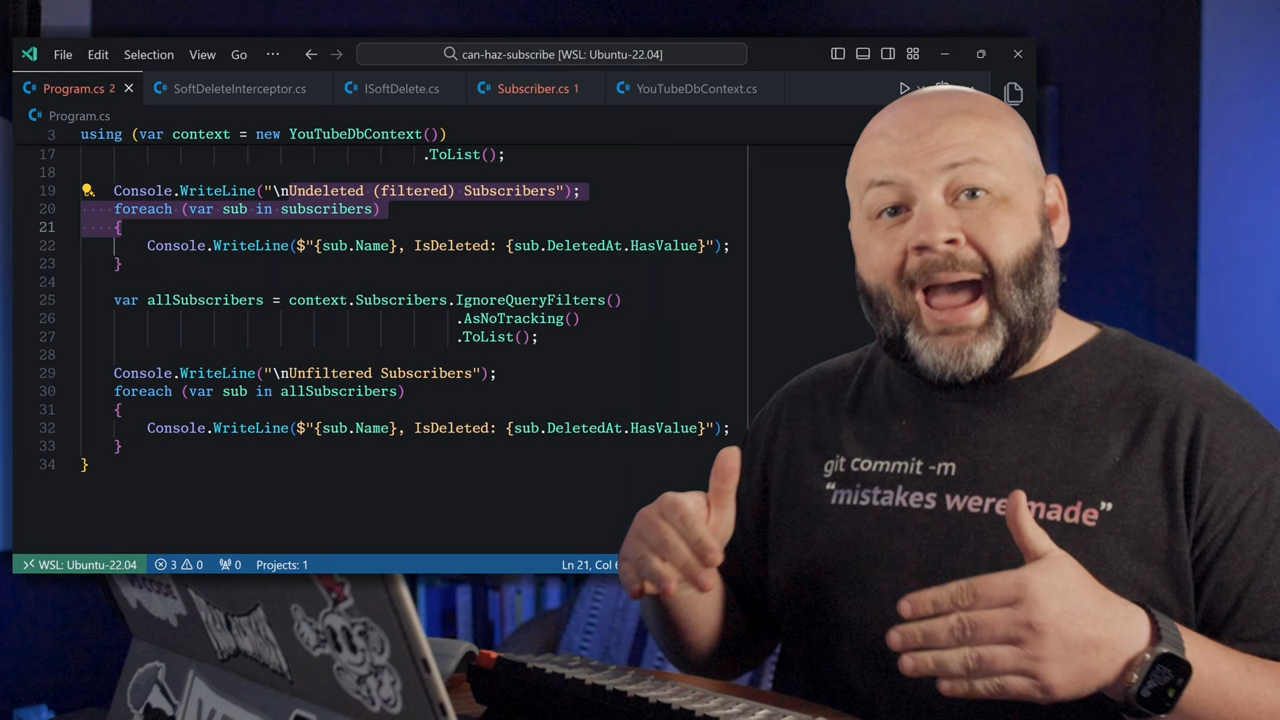 File Edit Selection View Go ··· can-haz-subscribe [WSL: Ubuntu-22.04]
Program.cs 2 SoftDeleteInterceptor.cs ISoftDelete.cs Subscriber.cs 1 YouTubeDbContext.cs
Program.cs
3 using (var context = new YouTubeDbContext())
17 .ToList();
18
19 Console.WriteLine("\nUndeleted (filtered) Subscribers");
20 foreach (var sub in subscribers)
21 {
22 Console.WriteLine($"{sub.Name}, IsDeleted: {sub.DeletedAt.HasValue}");
23 }
24
25 var allSubscribers = context.Subscribers.IgnoreQueryFilters()
26 .AsNoTracking()
27 .ToList();
28
29 Console.WriteLine("\nUnfiltered Subscribers");
30 foreach (var sub in allSubscribers)
31 {
32 Console.WriteLine($"{sub.Name}, IsDeleted: {sub.DeletedAt.HasValue}");
33 }
34 }
WSL: Ubuntu-22.04 3 0 0 Projects: 1 Ln 21, Col
git commit -m
"mistakes were made"